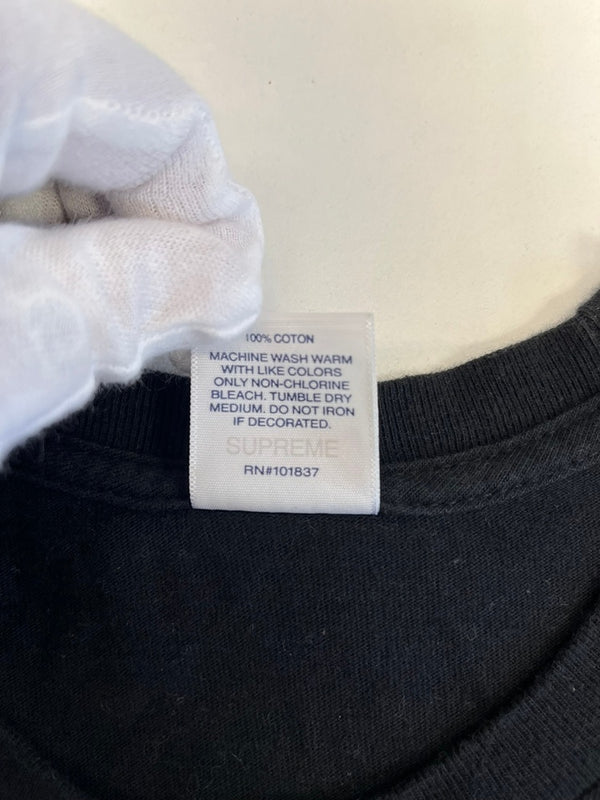 100% COTON
MACHINE WASH WARM
WITH LIKE COLORS
ONLY NON-CHLORINE
BLEACH. TUMBLE DRY
MEDIUM. DO NOT IRON
IF DECORATED.
SUPREME
RN#101837